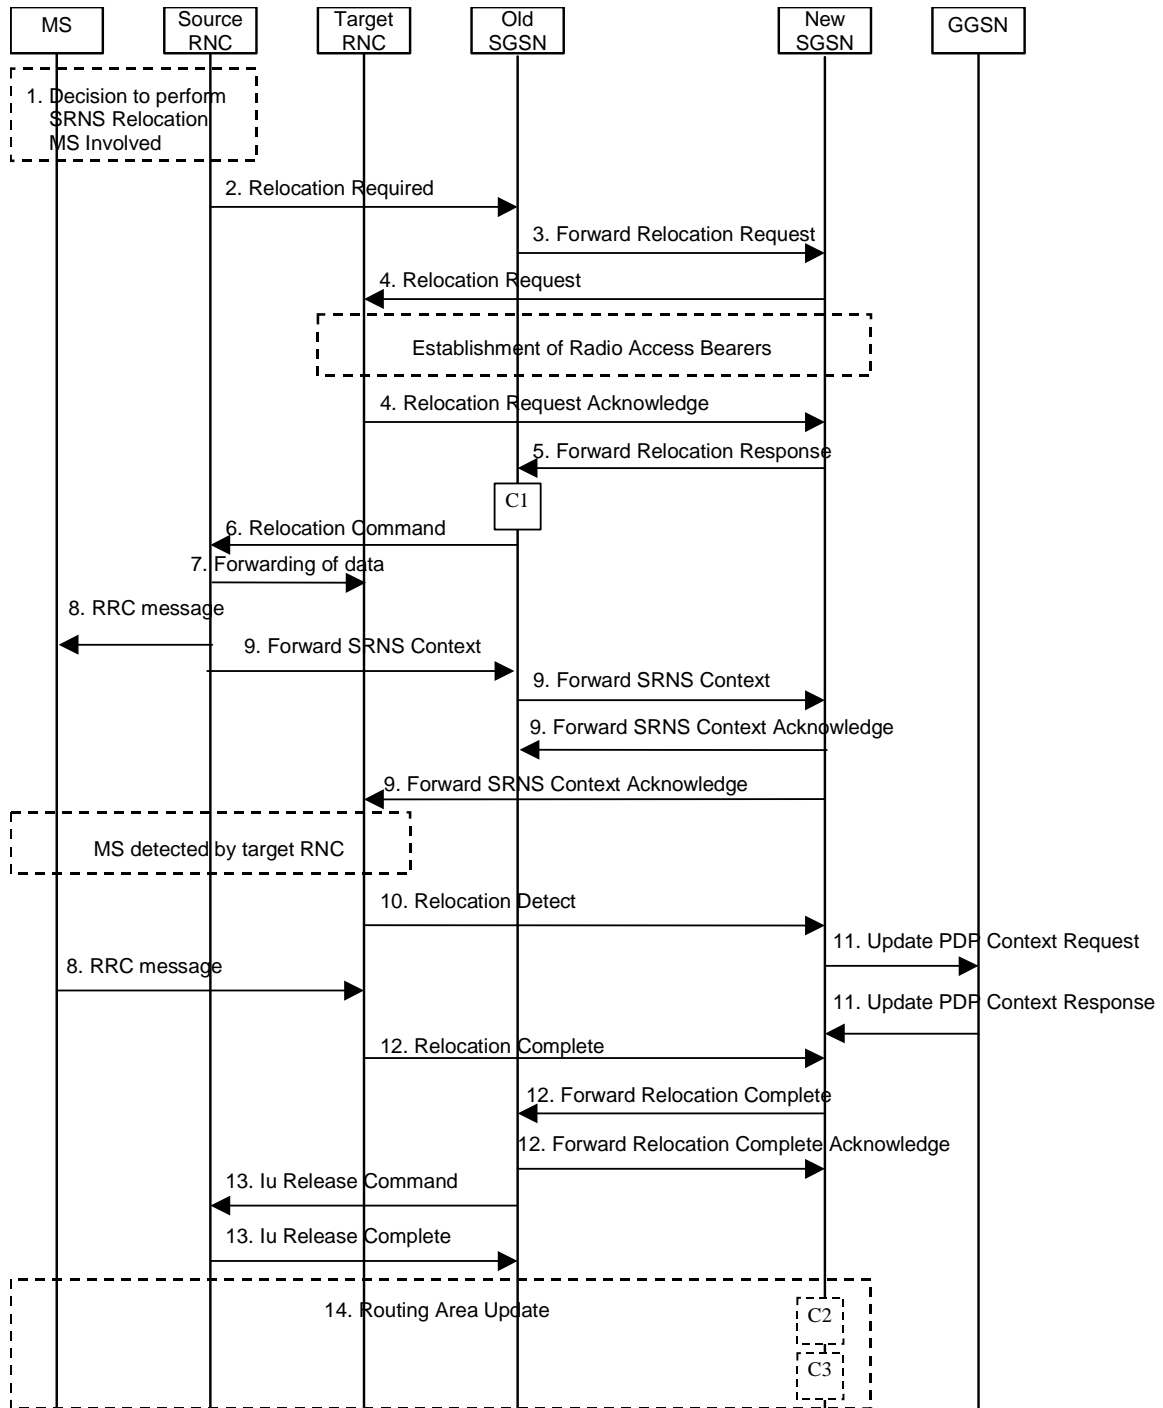 MS
Source
RNC
Target
RNC
Old
SGSN
New
SGSN
GGSN
1. Decision to perform
SRNS Relocation
MS Involved
2. Relocation Required
3. Forward Relocation Request
4. Relocation Request
Establishment of Radio Access Bearers
4. Relocation Request Acknowledge
5. Forward Relocation Response
C1
6. Relocation Command
7. Forwarding of data
8. RRC message
9. Forward SRNS Context
9. Forward SRNS Context
9. Forward SRNS Context Acknowledge
9. Forward SRNS Context Acknowledge
MS detected by target RNC
10. Relocation Detect
11. Update PDP Context Request
8. RRC message
11. Update PDP Context Response
12. Relocation Complete
12. Forward Relocation Complete
12. Forward Relocation Complete Acknowledge
13. Iu Release Command
13. Iu Release Complete
14. Routing Area Update
C2
C3